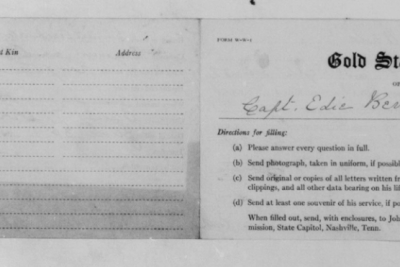 t Kin Address
Gold St
Capt. Edie Be
Directions for filling:
(a) Please answer every question in full.
(b) Send photograph, taken in uniform, if possibl
(c) Send original or copies of all letters written fr
clippings, and all other data bearing on his lif
(d) Send at least one souvenir of his service, if po
When filled out, send, with enclosures, to Joh
mission, State Capitol, Nashville, Tenn.